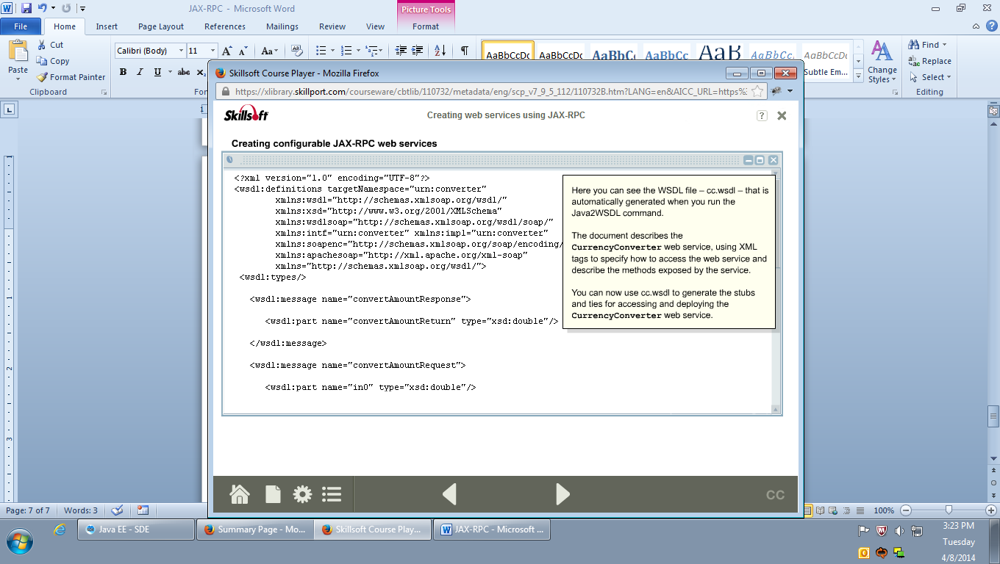 JAX-RPC - Microsoft Word
Picture Tools
File
Home
Insert
Page Layout
References
Mailings
Review
View
Format
Paste
Cut
Copy
Format Painter
Clipboard
Calibri (Body)
11
B I U abc
AaBbCcDc
AaBbCcDc
AaBbCc
AaBbCc
AaB
AaBbCc.
AaBbCcDc
Subtle Em...
Change
Styles
Find
Replace
Select
Editing
Skillsoft Course Player - Mozilla Firefox
https://xlibrary.skillport.com/courseware/cbtlib/110732/metadata/eng/scp_v7_9_5_112/110732B.htm?LANG=en&AICC_URL=https%
Skillsoft
Creating web services using JAX-RPC
?
Creating configurable JAX-RPC web services
<?xml version="1.0" encoding="UTF-8"?>
<wsdl:definitions targetNamespace="urn:converter"
xmlns:wsdl="http://schemas.xmlsoap.org/wsdl/"
xmlns:xsd="http://www.w3.org/2001/XMLSchema"
xmlns:wsdlsoap="http://schemas.xmlsoap.org/wsdl/soap/"
xmlns:intf="urn:converter" xmlns:impl="urn:converter"
xmlns:soapenc="http://schemas.xmlsoap.org/soap/encoding/
xmlns:apachesoap="http://xml.apache.org/xml-soap"
xmlns="http://schemas.xmlsoap.org/wsdl/">
<wsdl:types/>
<wsdl:message name="convertAmountResponse">
<wsdl:part name="convertAmountReturn" type="xsd:double"/>
</wsdl:message>
<wsdl:message name="convertAmountRequest">
<wsdl:part name="in0" type="xsd:double"/>
Here you can see the WSDL file – cc.wsdl – that is
automatically generated when you run the
Java2WSDL command.
The document describes the
CurrencyConverter web service, using XML
tags to specify how to access the web service and
describe the methods exposed by the service.
You can now use cc.wsdl to generate the stubs
and ties for accessing and deploying the
CurrencyConverter web service.
CC
Page: 7 of 7
Words: 3
100%
Java EE - SDE
Summary Page - Mo...
Skillsoft Course Play...
JAX-RPC - Microsoft ...
3:23 PM
Tuesday
4/8/2014